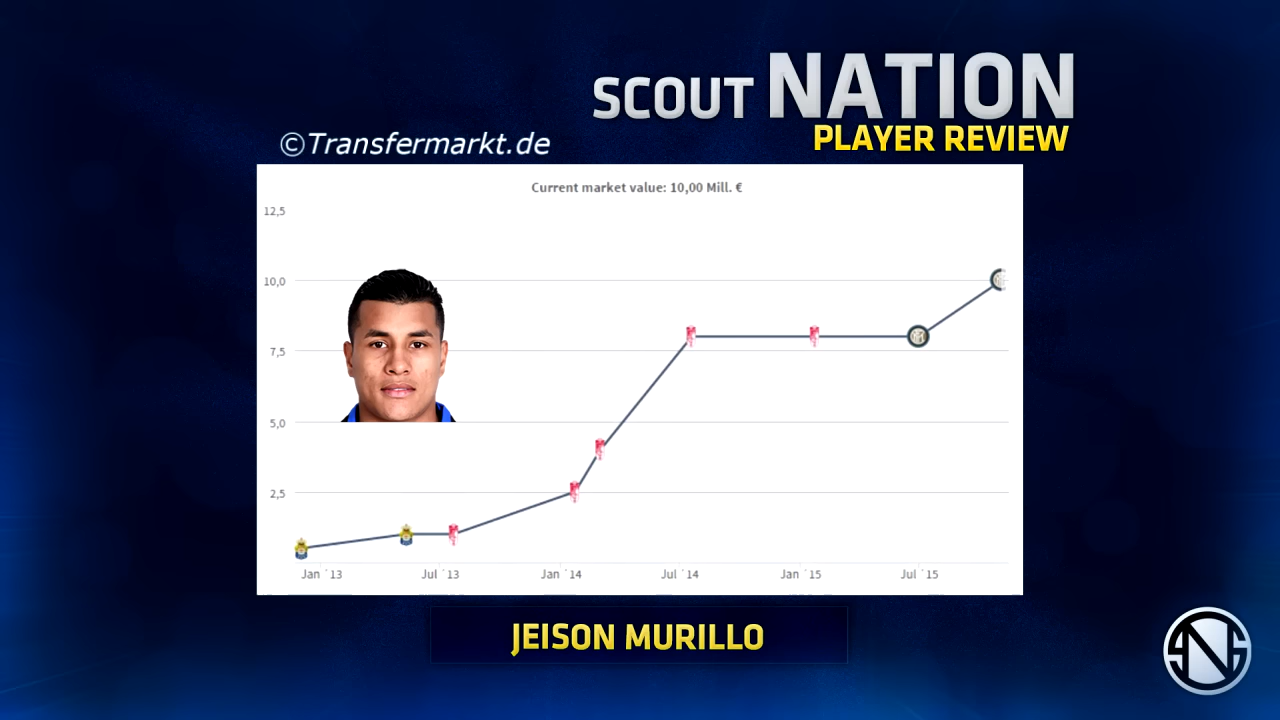 SCOUT NATION
PLAYER REVIEW
©Transfermarkt.de
Current market value: 10,00 Mill. €
12,5
10,0
7,5
5,0
2,5
Jan ´13 Jul ´13 Jan ´14 Jul ´14 Jan ´15 Jul ´15
JEISON MURILLO
SNG